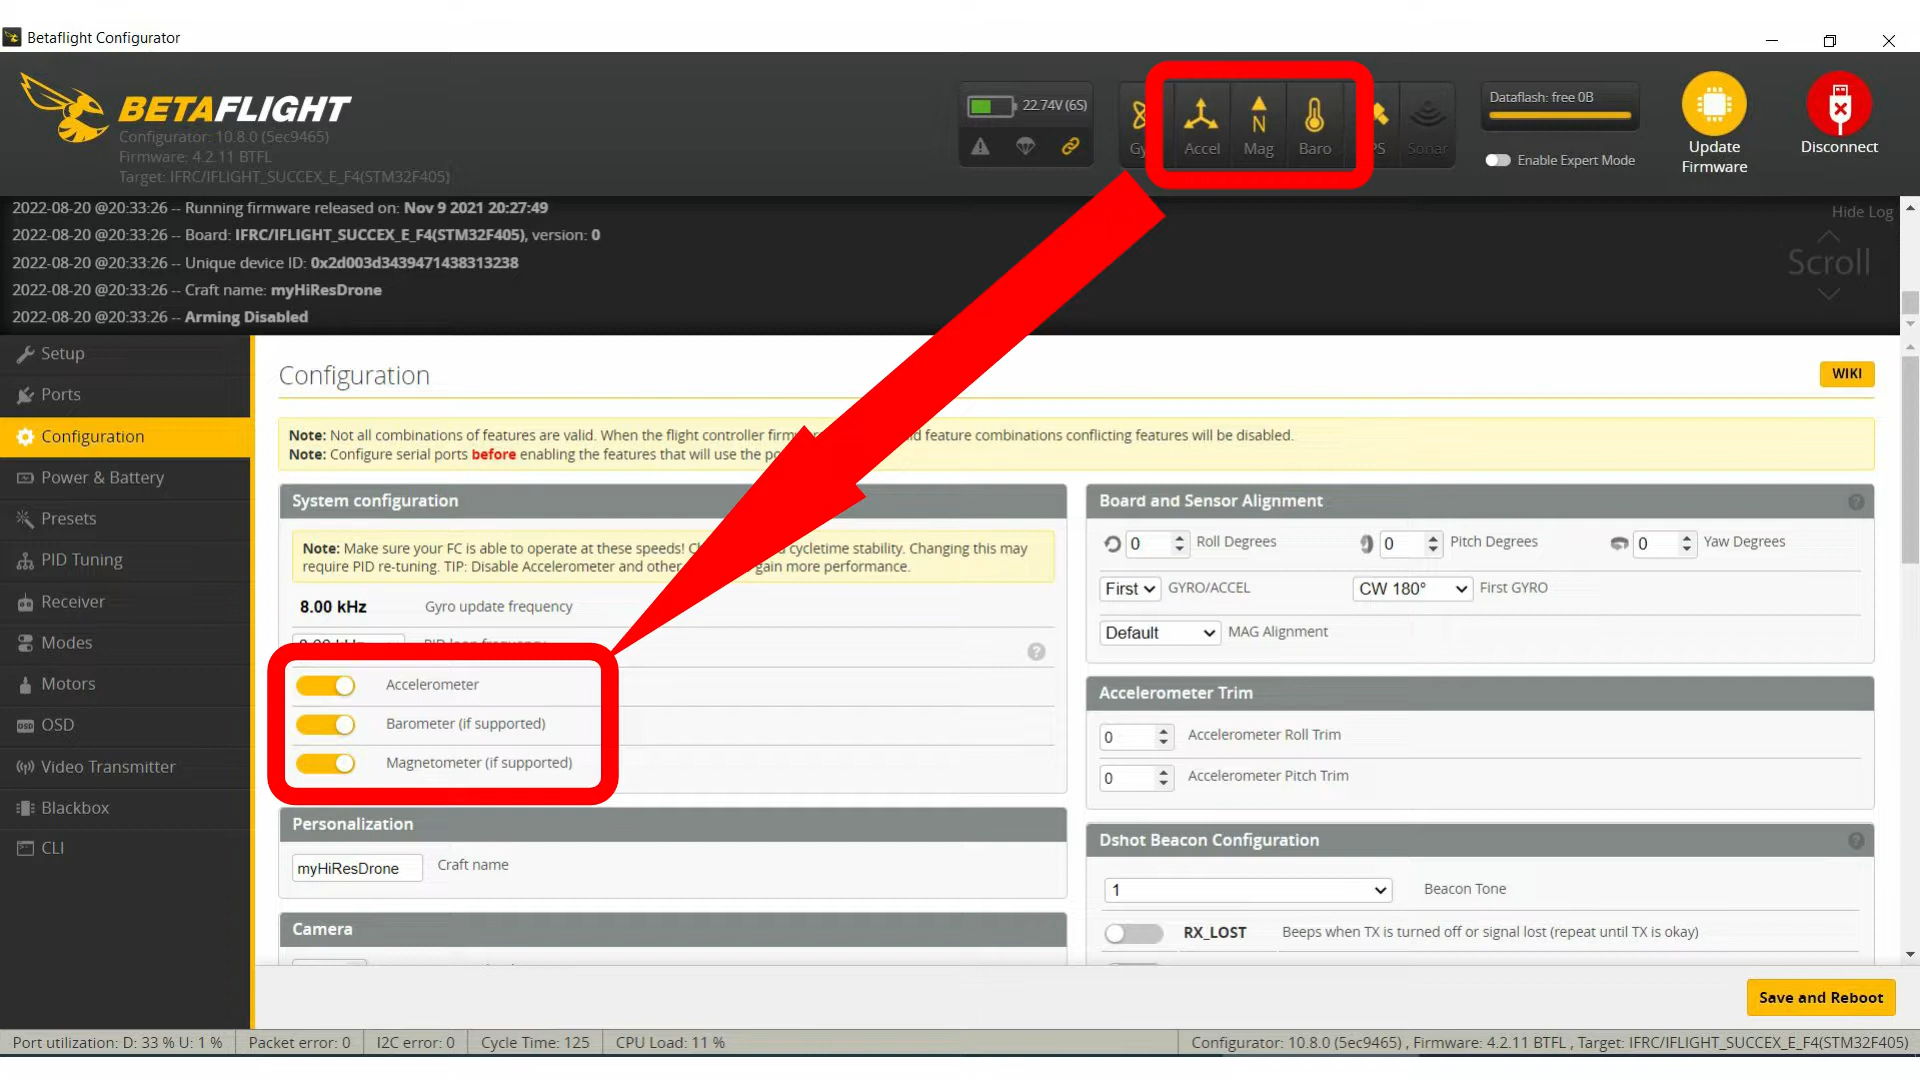 Betaflight Configurator
BETAFLIGHT
Configurator: 10.8.0 (5ec9465)
Firmware: 4.2.11 BTFL
Target: IFRC/IFLIGHT_SUCCEX_E_F4(STM32F405)
22.74V (6S)
Accel
Mag
Baro
Sonar
Dataflash: free 0B
Enable Expert Mode
Update
Firmware
Disconnect
2022-08-20 @20:33:26 -- Running firmware released on: Nov 9 2021 20:27:49
2022-08-20 @20:33:26 -- Board: IFRC/IFLIGHT_SUCCEX_E_F4(STM32F405), version: 0
2022-08-20 @20:33:26 -- Unique device ID: 0x2d003d3439471438313238
2022-08-20 @20:33:26 -- Craft name: myHiResDrone
2022-08-20 @20:33:26 -- Arming Disabled
Hide Log
Scroll
Setup
Ports
Configuration
Power & Battery
Presets
PID Tuning
Receiver
Modes
Motors
OSD
Video Transmitter
Blackbox
CLI
Configuration
WIKI
Note: Not all combinations of features are valid. When the flight controller feature combinations conflicting features will be disabled.
Note: Configure serial ports before enabling the features that will use the
System configuration
Note: Make sure your FC is able to operate at these speeds! cycletime stability. Changing this may
require PID re-tuning. TIP: Disable Accelerometer and other gain more performance.
8.00 kHz Gyro update frequency
Accelerometer
Barometer (if supported)
Magnetometer (if supported)
Personalization
myHiResDrone Craft name
Camera
Board and Sensor Alignment
0 Roll Degrees 0 Pitch Degrees 0 Yaw Degrees
First GYRO/ACCEL CW 180° First GYRO
Default MAG Alignment
Accelerometer Trim
0 Accelerometer Roll Trim
0 Accelerometer Pitch Trim
Dshot Beacon Configuration
1 Beacon Tone
RX_LOST Beeps when TX is turned off or signal lost (repeat until TX is okay)
Save and Reboot
Port utilization: D: 33 % U: 1 % Packet error: 0 I2C error: 0 Cycle Time: 125 CPU Load: 11 % Configurator: 10.8.0 (5ec9465) , Firmware: 4.2.11 BTFL , Target: IFRC/IFLIGHT_SUCCEX_E_F4(STM32F405)